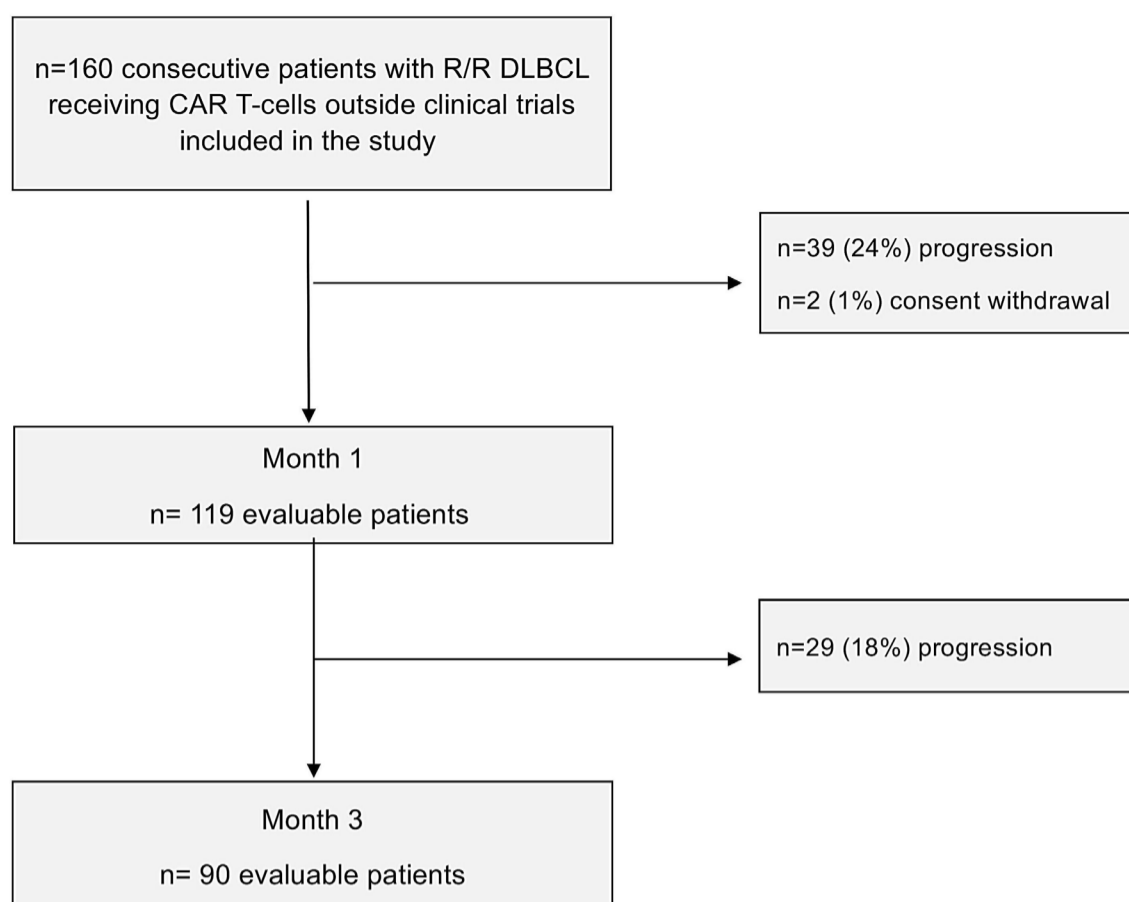 n=160 consecutive patients with R/R DLBCL
receiving CAR T-cells outside clinical trials
included in the study
n=39 (24%) progression
n=2 (1%) consent withdrawal
Month 1
n= 119 evaluable patients
n=29 (18%) progression
Month 3
n= 90 evaluable patients